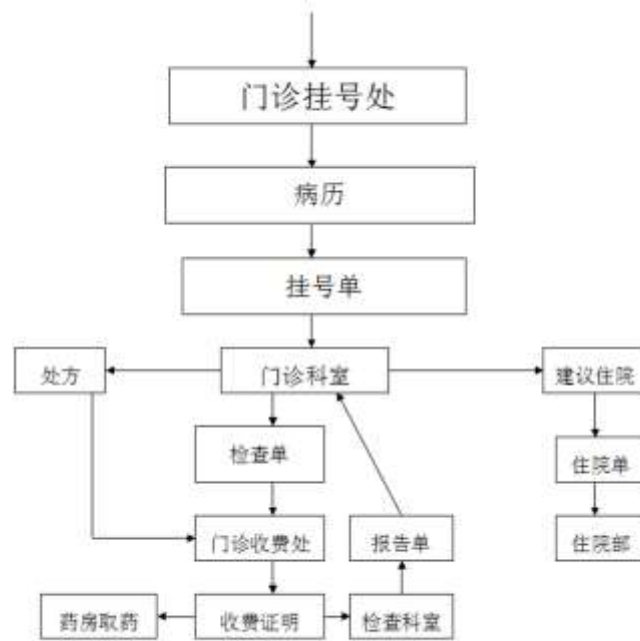 门诊挂号处
病历
挂号单
处方
门诊科室
建议住院
检查单
住院单
门诊收费处
报告单
住院部
药房取药
收费证明
检查科室